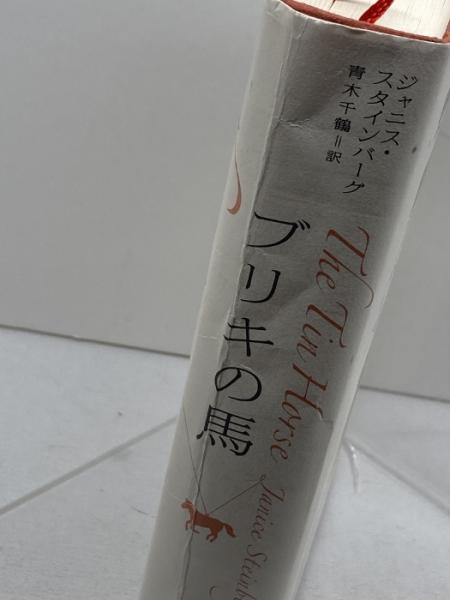 ジャニス・
スタインバーグ
青木千鶴=訳
ブリキの馬
The Tin Horse
Janice